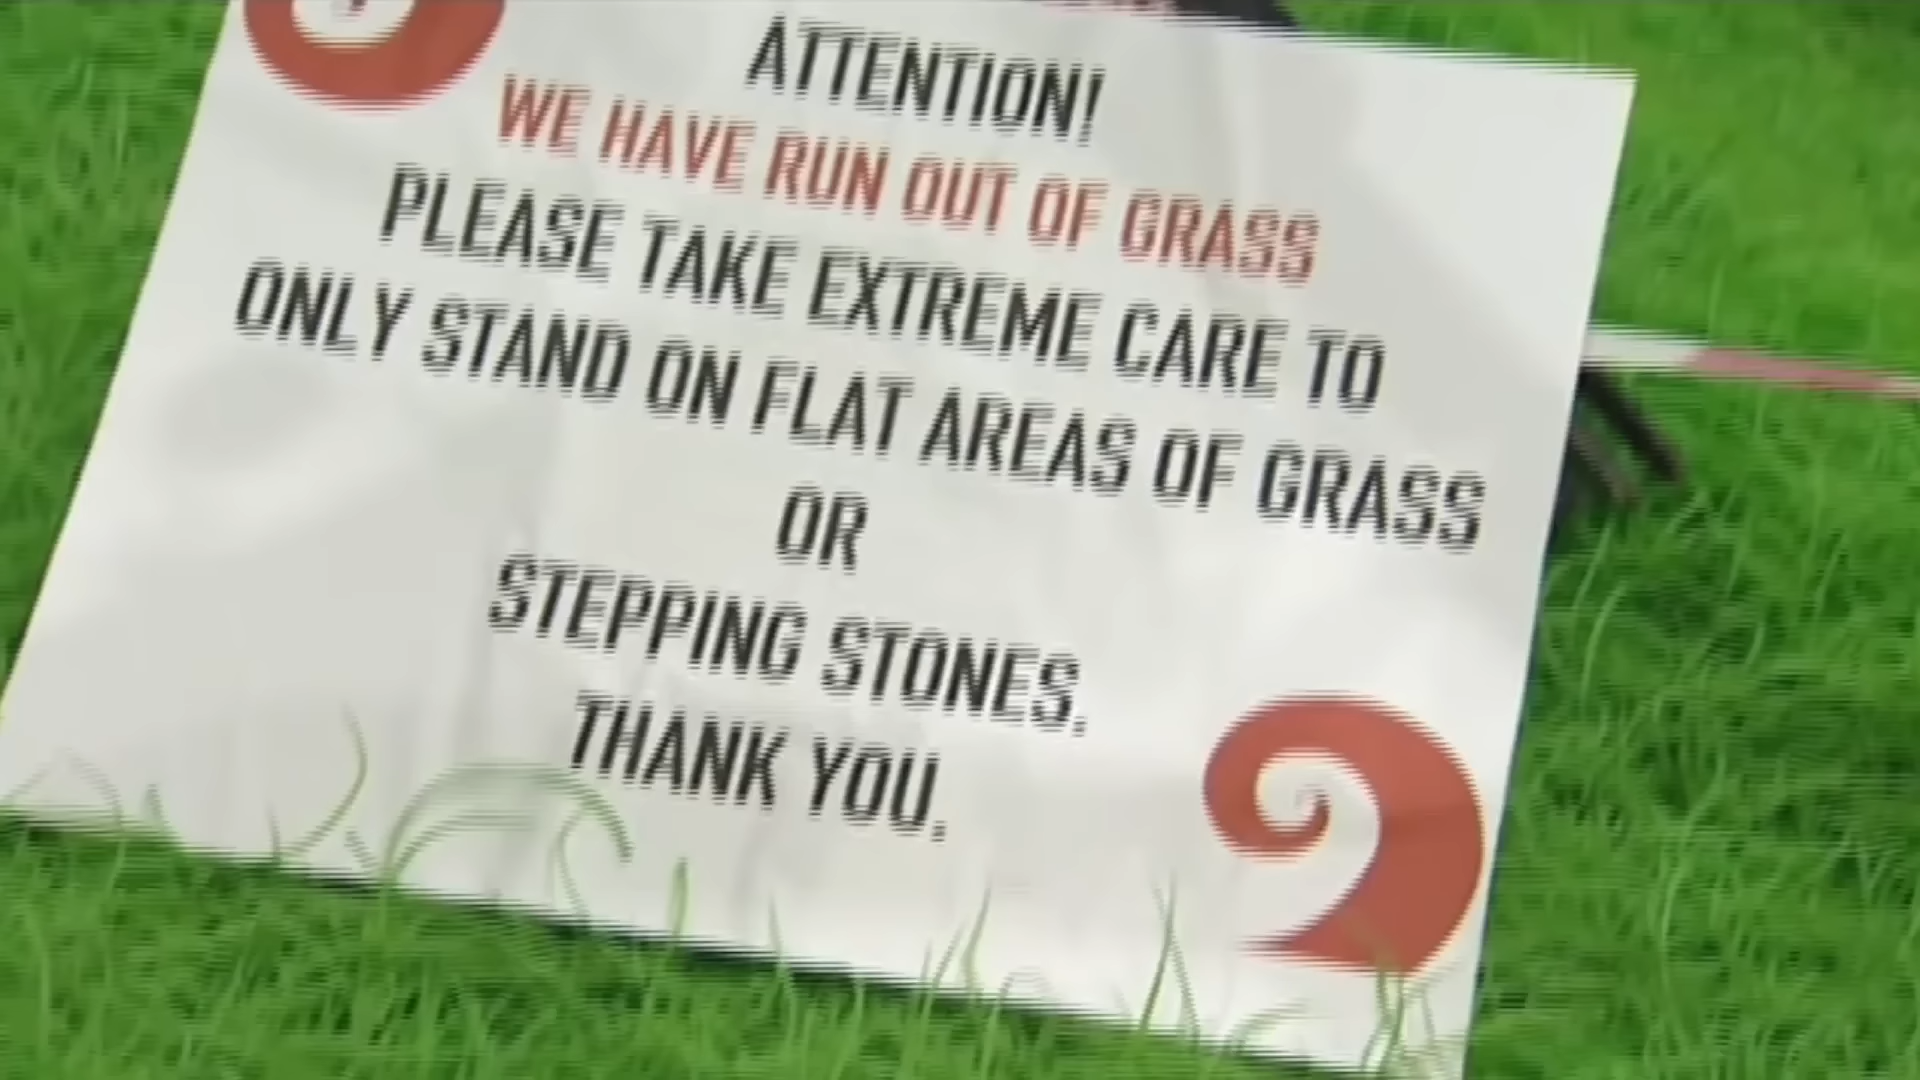 ATTENTION!
WE HAVE RUN OUT OF GRASS
PLEASE TAKE EXTREME CARE TO
ONLY STAND ON FLAT AREAS OF GRASS
OR
STEPPING STONES.
THANK YOU.